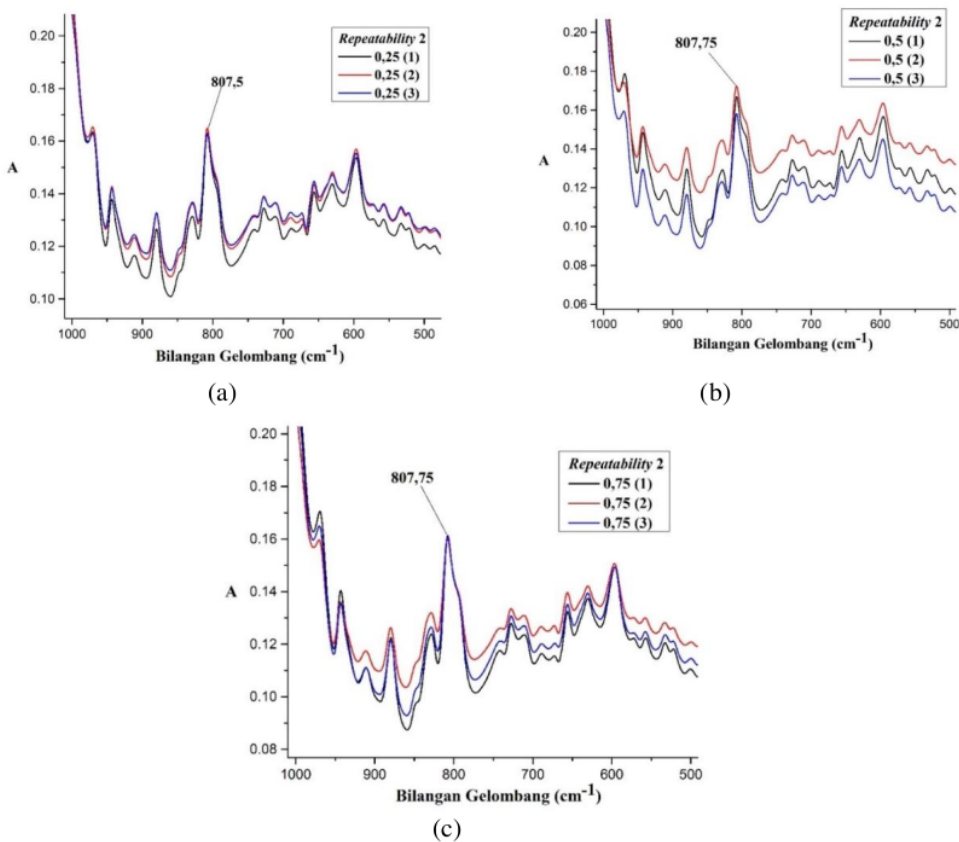 0.20
0.18
0.16
A
0.14
0.12
0.10
807,5
Repeatability 2
0,25 (1)
0,25 (2)
0,25 (3)
1000 900 800 700 600 500
Bilangan Gelombang (cm-1)
(a)
0.20
0.18
0.16
0.14
A
0.12
0.10
0.08
0.06
807,75
Repeatability 2
0,5 (1)
0,5 (2)
0,5 (3)
1000 900 800 700 600 500
Bilangan Gelombang (cm-1)
(b)
0.20
0.18
0.16
A
0.14
0.12
0.10
0.08
807,75
Repeatability 2
0,75 (1)
0,75 (2)
0,75 (3)
1000 900 800 700 600 500
Bilangan Gelombang (cm-1)
(c)